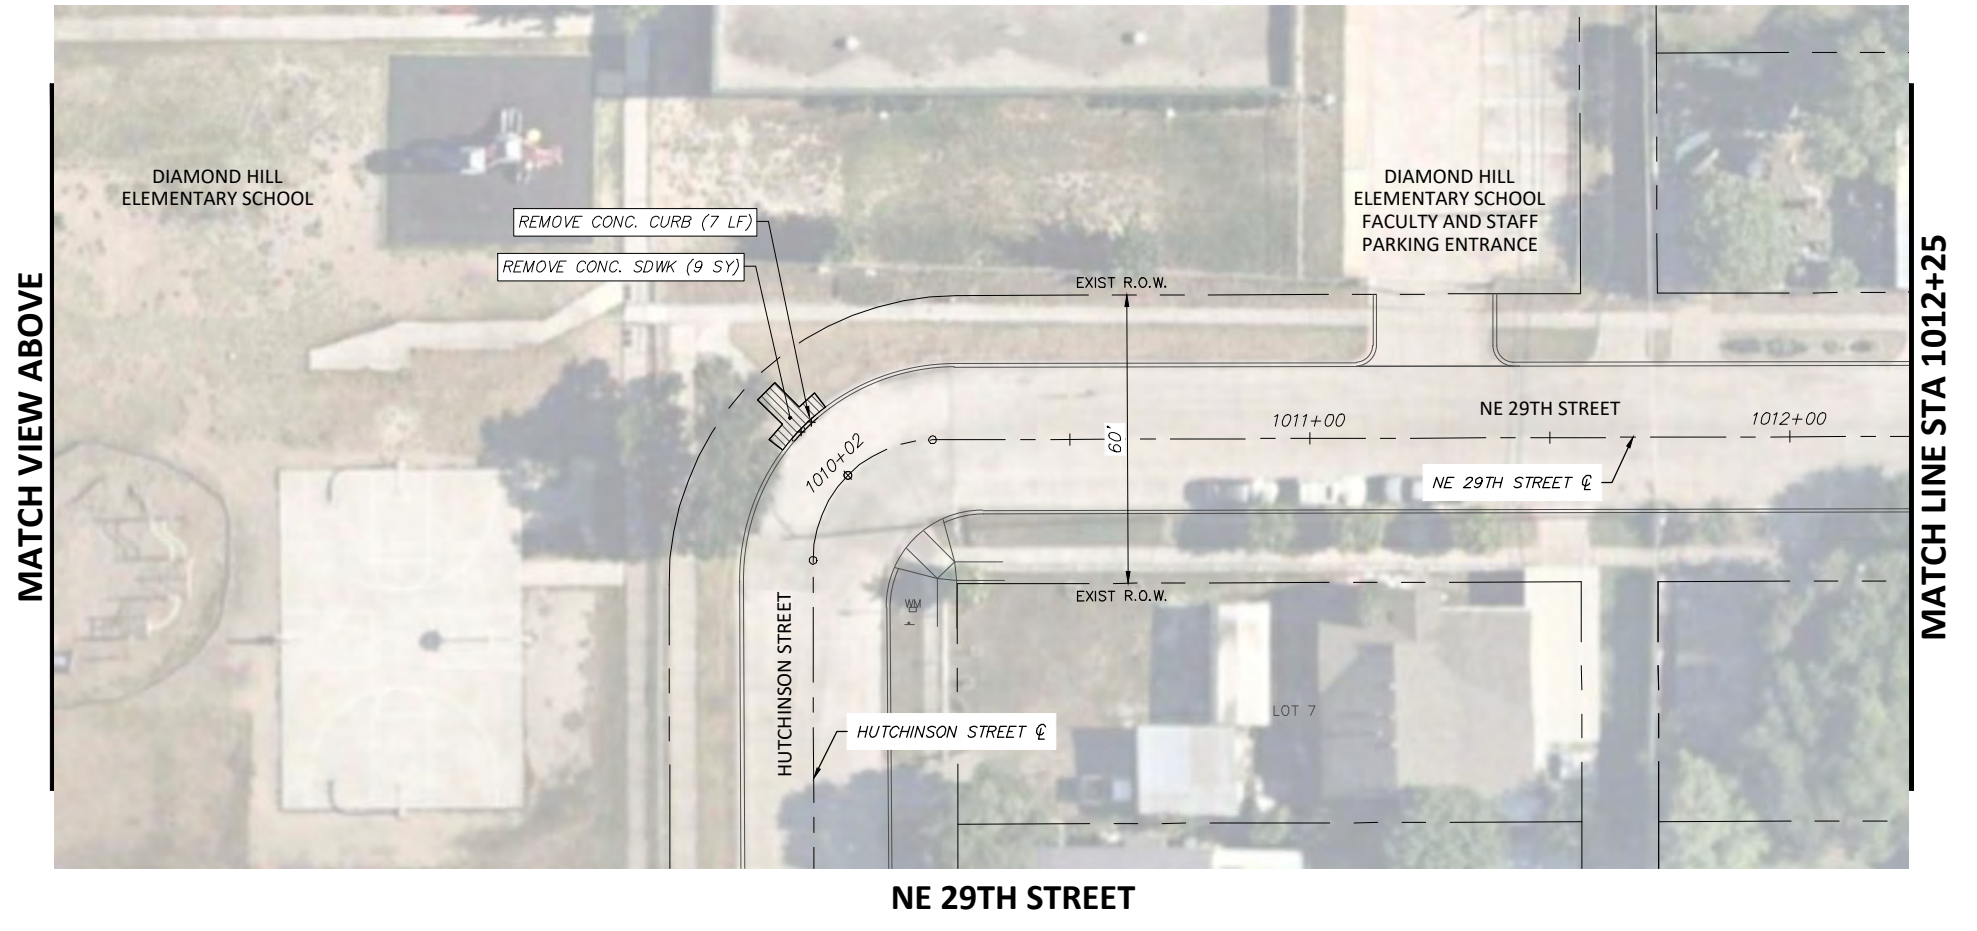 DIAMOND HILL
ELEMENTARY SCHOOL
REMOVE CONC. CURB (7 LF)
REMOVE CONC. SDWK (9 SY)
DIAMOND HILL
ELEMENTARY SCHOOL
FACULTY AND STAFF
PARKING ENTRANCE
EXIST R.O.W.
MATCH VIEW ABOVE
MATCH LINE STA 1012+25
NE 29TH STREET
1011+00
1012+00
60'
1010+02
NE 29TH STREET ℄
EXIST R.O.W.
WM
HUTCHINSON STREET
LOT 7
HUTCHINSON STREET ℄
NE 29TH STREET